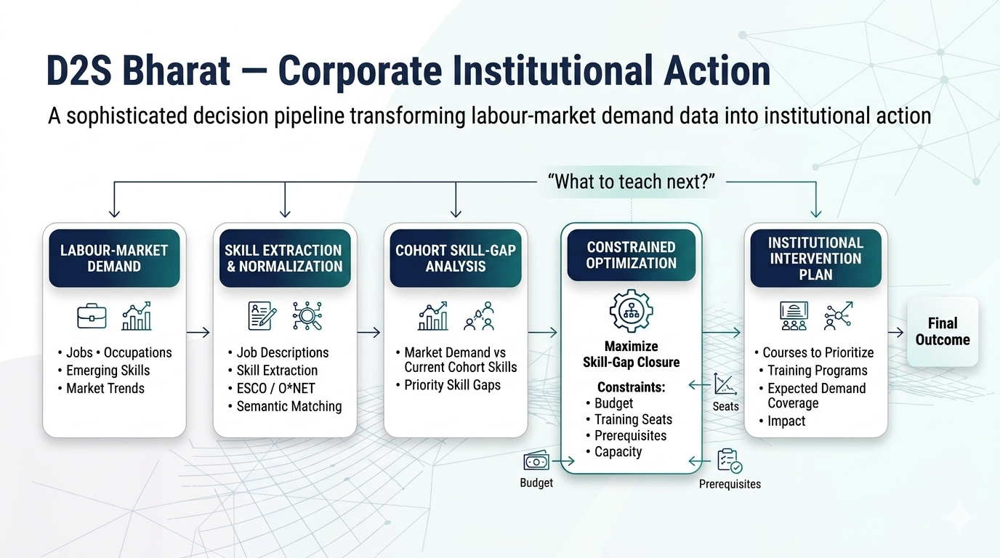 D2S Bharat — Corporate Institutional Action
A sophisticated decision pipeline transforming labour-market demand data into institutional action
“What to teach next?”
LABOUR-MARKET
DEMAND
• Jobs • Occupations
• Emerging Skills
• Market Trends
SKILL EXTRACTION
& NORMALIZATION
• Job Descriptions
• Skill Extraction
• ESCO / O*NET
• Semantic Matching
COHORT SKILL-GAP
ANALYSIS
• Market Demand vs
Current Cohort Skills
• Priority Skill Gaps
CONSTRAINED
OPTIMIZATION
Maximize
Skill-Gap Closure
Constraints:
• Budget
• Training Seats
• Prerequisites
• Capacity
Budget
Seats
Prerequisites
INSTITUTIONAL
INTERVENTION
PLAN
• Courses to Prioritize
• Training Programs
• Expected Demand
Coverage
• Impact
Final
Outcome